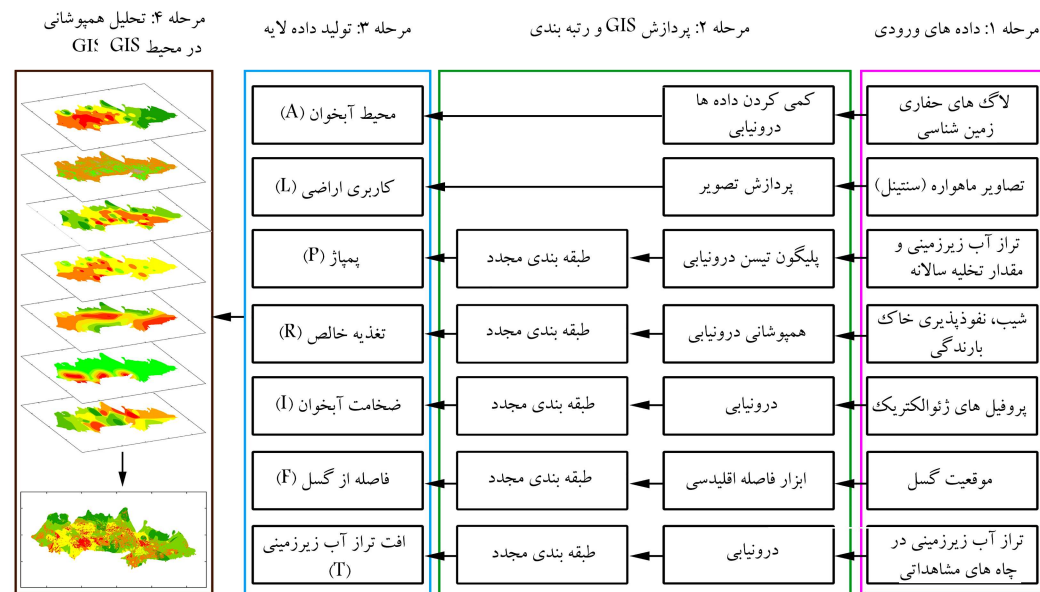 مرحله ۱: داده های ورودی
مرحله ۲: پردازش GIS و رتبه بندی
مرحله ۳: تولید داده لایه
مرحله ۴: تحلیل همپوشانی
در محیط GIS GIS
لاگ های حفاری
زمین شناسی
کمی کردن داده ها
درونیابی
محیط آبخوان (A)
تصاویر ماهواره (سنتینل)
پردازش تصویر
کاربری اراضی (L)
تراز آب زیرزمینی و
مقدار تخلیه سالانه
پلیگون تیسن درونیابی
طبقه بندی مجدد
پمپاژ (P)
شیب، نفوذپذیری خاک
بارندگی
همپوشانی درونیابی
طبقه بندی مجدد
تغذیه خالص (R)
پروفیل های ژئوالکتریک
درونیابی
طبقه بندی مجدد
ضخامت آبخوان (I)
موقعیت گسل
ابزار فاصله اقلیدسی
طبقه بندی مجدد
فاصله از گسل (F)
تراز آب زیرزمینی در
چاه های مشاهداتی
درونیابی
طبقه بندی مجدد
افت تراز آب زیرزمینی
(T)